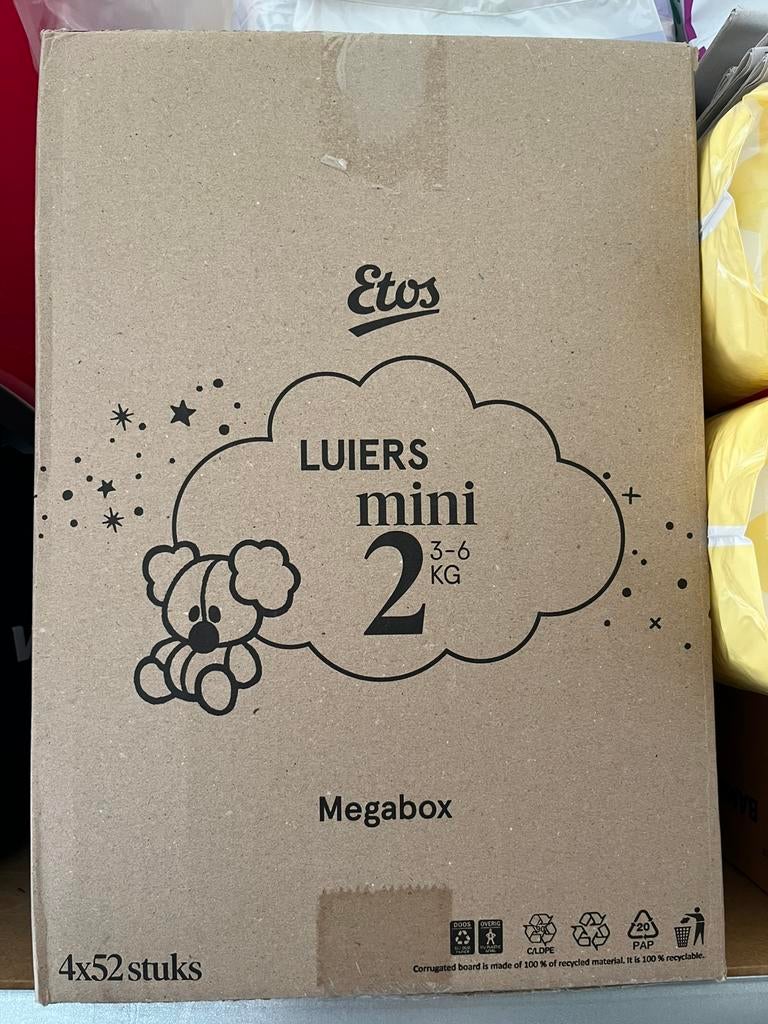 Etos
LUIERS
mini
2 3-6
KG
Megabox
4x52 stuks
DOOS OVERIG
C/LDPE
20
PAP
Corrugated board is made of 100 % of recycled material. It is 100 % recyclable.